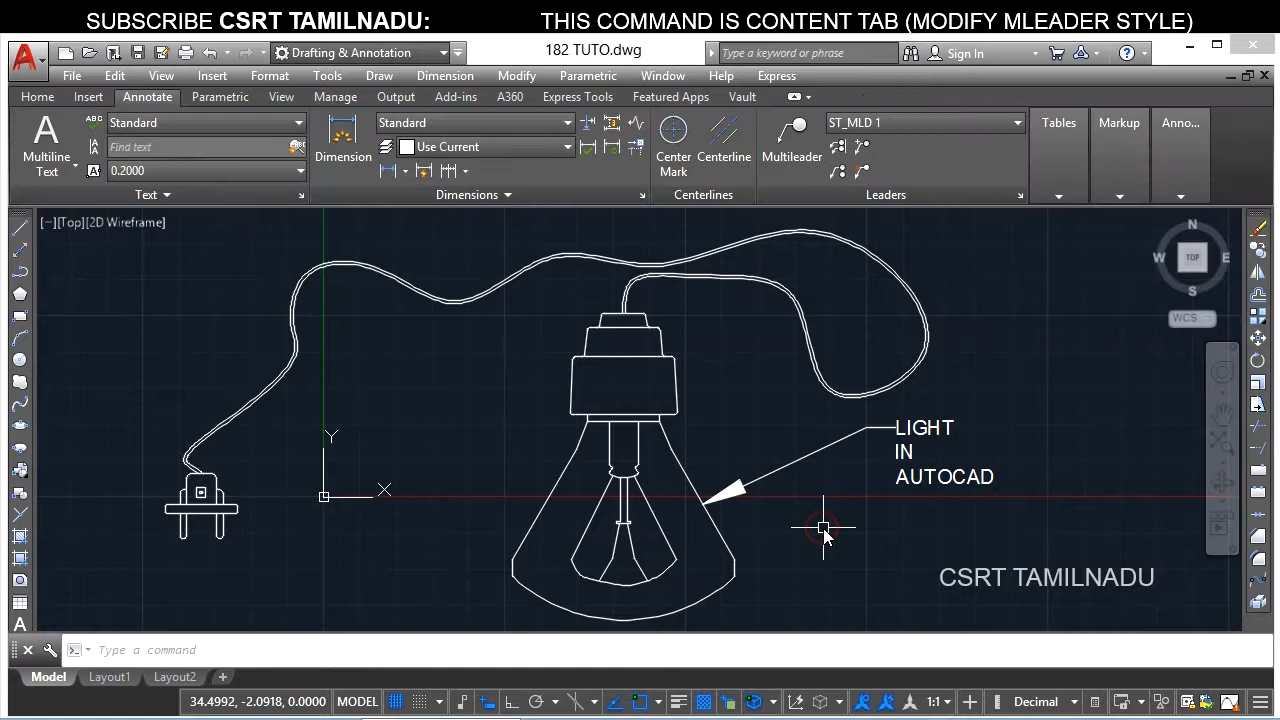 SUBSCRIBE CSRT TAMILNADU: THIS COMMAND IS CONTENT TAB (MODIFY MLEADER STYLE)
A Drafting & Annotation 182 TUTO.dwg Type a keyword or phrase Sign In
File Edit View Insert Format Tools Draw Dimension Modify Parametric Window Help Express
Home Insert Annotate Parametric View Manage Output Add-ins A360 Express Tools Featured Apps Vault
Multiline
Text
Standard
Find text
0.2000
Text
Dimension
Standard
Use Current
Dimensions
Center
Mark
Centerline
Centerlines
Multileader
ST_MLD 1
Leaders
Tables
Markup
Anno...
[−][Top][2D Wireframe]
N
W TOP E
S
WCS
Y
X
LIGHT
IN
AUTOCAD
CSRT TAMILNADU
Type a command
Model Layout1 Layout2 +
34.4992, -2.0918, 0.0000 MODEL 1:1 Decimal